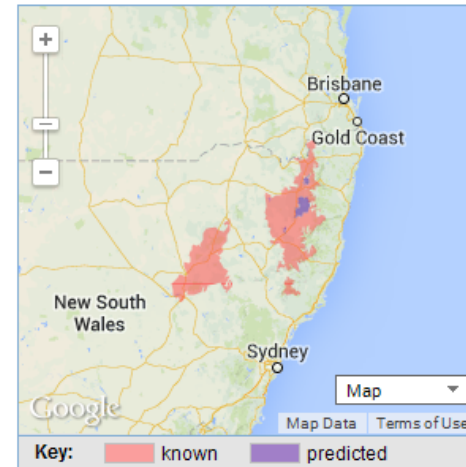 +
−
Brisbane
Gold Coast
New South
Wales
Sydney
Map
Google
Map Data Terms of Use
Key: known predicted